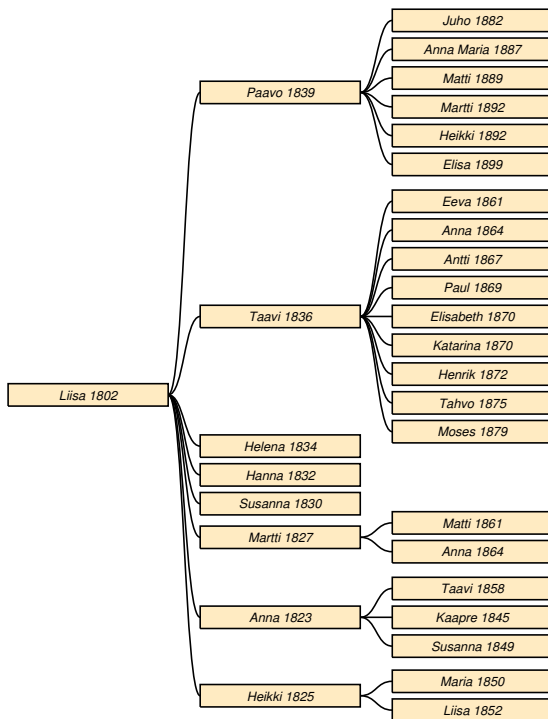 Liisa 1802
Paavo 1839
Juho 1882
Anna Maria 1887
Matti 1889
Martti 1892
Heikki 1892
Elisa 1899
Taavi 1836
Eeva 1861
Anna 1864
Antti 1867
Paul 1869
Elisabeth 1870
Katarina 1870
Henrik 1872
Tahvo 1875
Moses 1879
Helena 1834
Hanna 1832
Susanna 1830
Martti 1827
Matti 1861
Anna 1864
Anna 1823
Taavi 1858
Kaapre 1845
Susanna 1849
Heikki 1825
Maria 1850
Liisa 1852